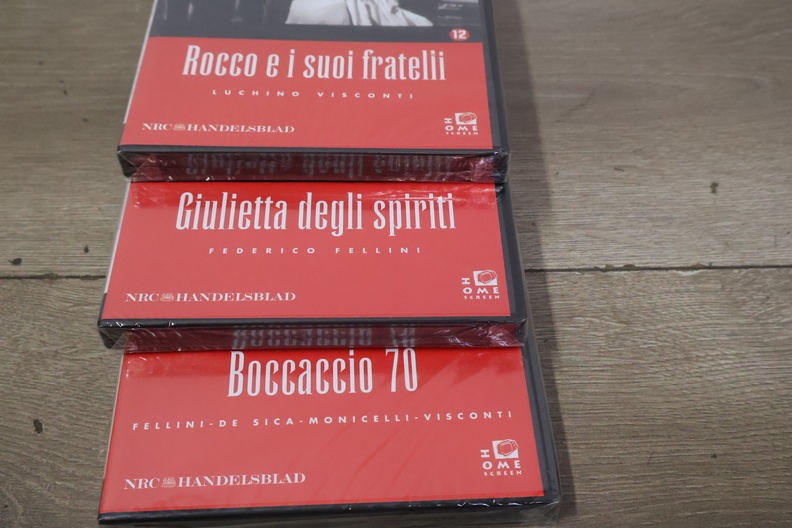 12
Rocco e i suoi fratelli
LUCHINO VISCONTI
NRC HANDELSBLAD
HOME
SCREEN
Giulietta degli spiriti
FEDERICO FELLINI
NRC HANDELSBLAD
HOME
SCREEN
Boccaccio 70
FELLINI-DE SICA-MONICELLI-VISCONTI
NRC HANDELSBLAD
HOME
SCREEN